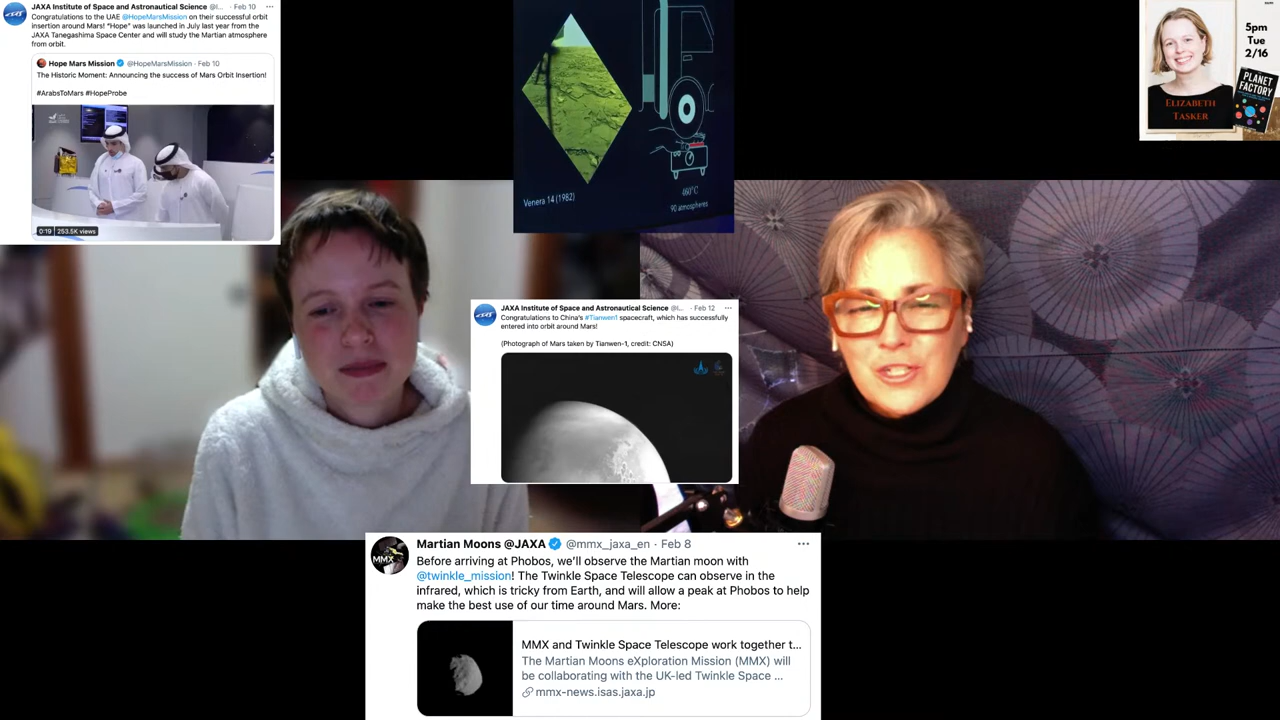 JAXA Institute of Space and Astronautical Science @I... · Feb 10 ···
Congratulations to the UAE @HopeMarsMission on their successful orbit
insertion around Mars! "Hope" was launched in July last year from the
JAXA Tanegashima Space Center and will study the Martian atmosphere
from orbit.
Hope Mars Mission @HopeMarsMission · Feb 10
The Historic Moment: Announcing the success of Mars Orbit Insertion!
#ArabsToMars #HopeProbe
0:19 253.5K views
Venera 14 (1982)
460°C
90 atmospheres
5pm
Tue
2/16
PLANET
FACTORY
ELIZABETH
TASKER
JAXA Institute of Space and Astronautical Science @I... · Feb 12 ···
Congratulations to China's #Tianwen1 spacecraft, which has successfully
entered into orbit around Mars!
(Photograph of Mars taken by Tianwen-1, credit: CNSA)
MMX
Martian Moons @JAXA @mmx_jaxa_en · Feb 8 ···
Before arriving at Phobos, we'll observe the Martian moon with
@twinkle_mission! The Twinkle Space Telescope can observe in the
infrared, which is tricky from Earth, and will allow a peak at Phobos to help
make the best use of our time around Mars. More:
MMX and Twinkle Space Telescope work together t...
The Martian Moons eXploration Mission (MMX) will
be collaborating with the UK-led Twinkle Space ...
mmx-news.isas.jaxa.jp